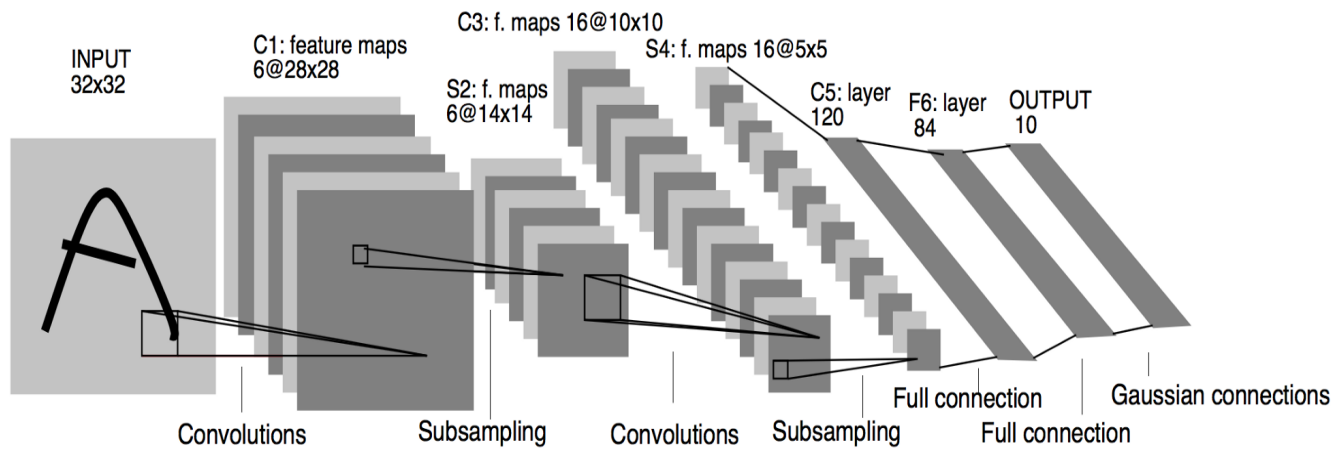 INPUT
32x32
C1: feature maps
6@28x28
S2: f. maps
6@14x14
C3: f. maps 16@10x10
S4: f. maps 16@5x5
C5: layer
120
F6: layer
84
OUTPUT
10
Convolutions
Subsampling
Convolutions
Subsampling
Full connection
Full connection
Gaussian connections